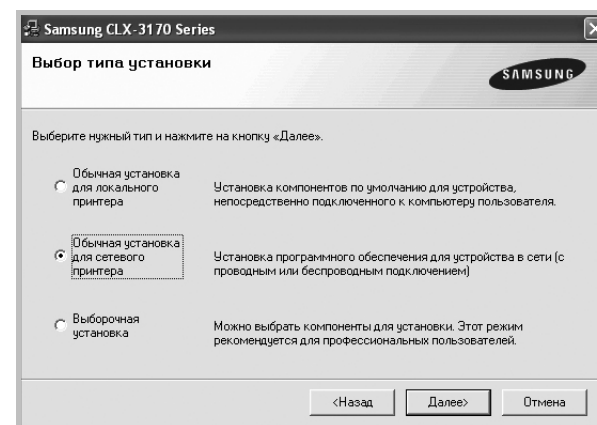 Samsung CLX-3170 Series
Выбор типа установки
SAMSUNG
Выберите нужный тип и нажмите на кнопку «Далее».
Обычная установка
для локального
принтера
Установка компонентов по умолчанию для устройства,
непосредственно подключенного к компьютеру пользователя.
Обычная установка
для сетевого
принтера
Установка программного обеспечения для устройства в сети (с
проводным или беспроводным подключением)
Выборочная
установка
Можно выбрать компоненты для установки. Этот режим
рекомендуется для профессиональных пользователей.
<Назад
Далее>
Отмена